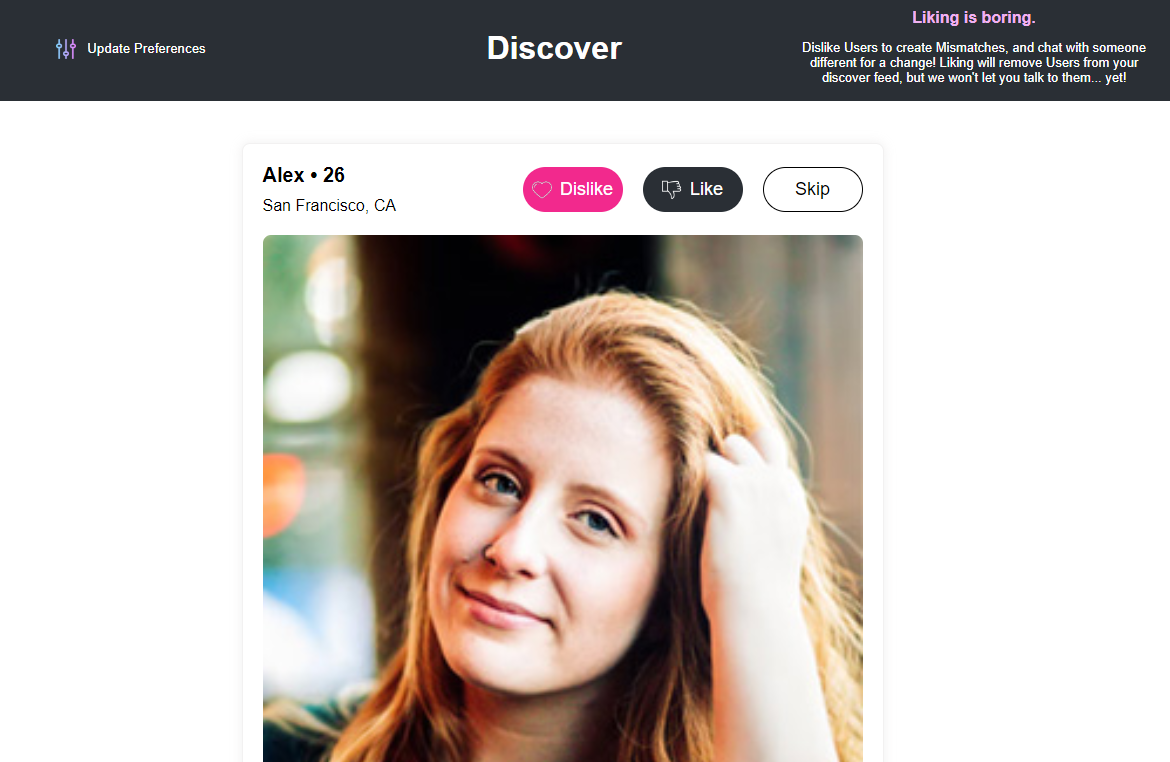 Update Preferences
Discover
Liking is boring.
Dislike Users to create Mismatches, and chat with someone
different for a change! Liking will remove Users from your
discover feed, but we won't let you talk to them... yet!
Alex • 26
San Francisco, CA
Dislike
Like
Skip